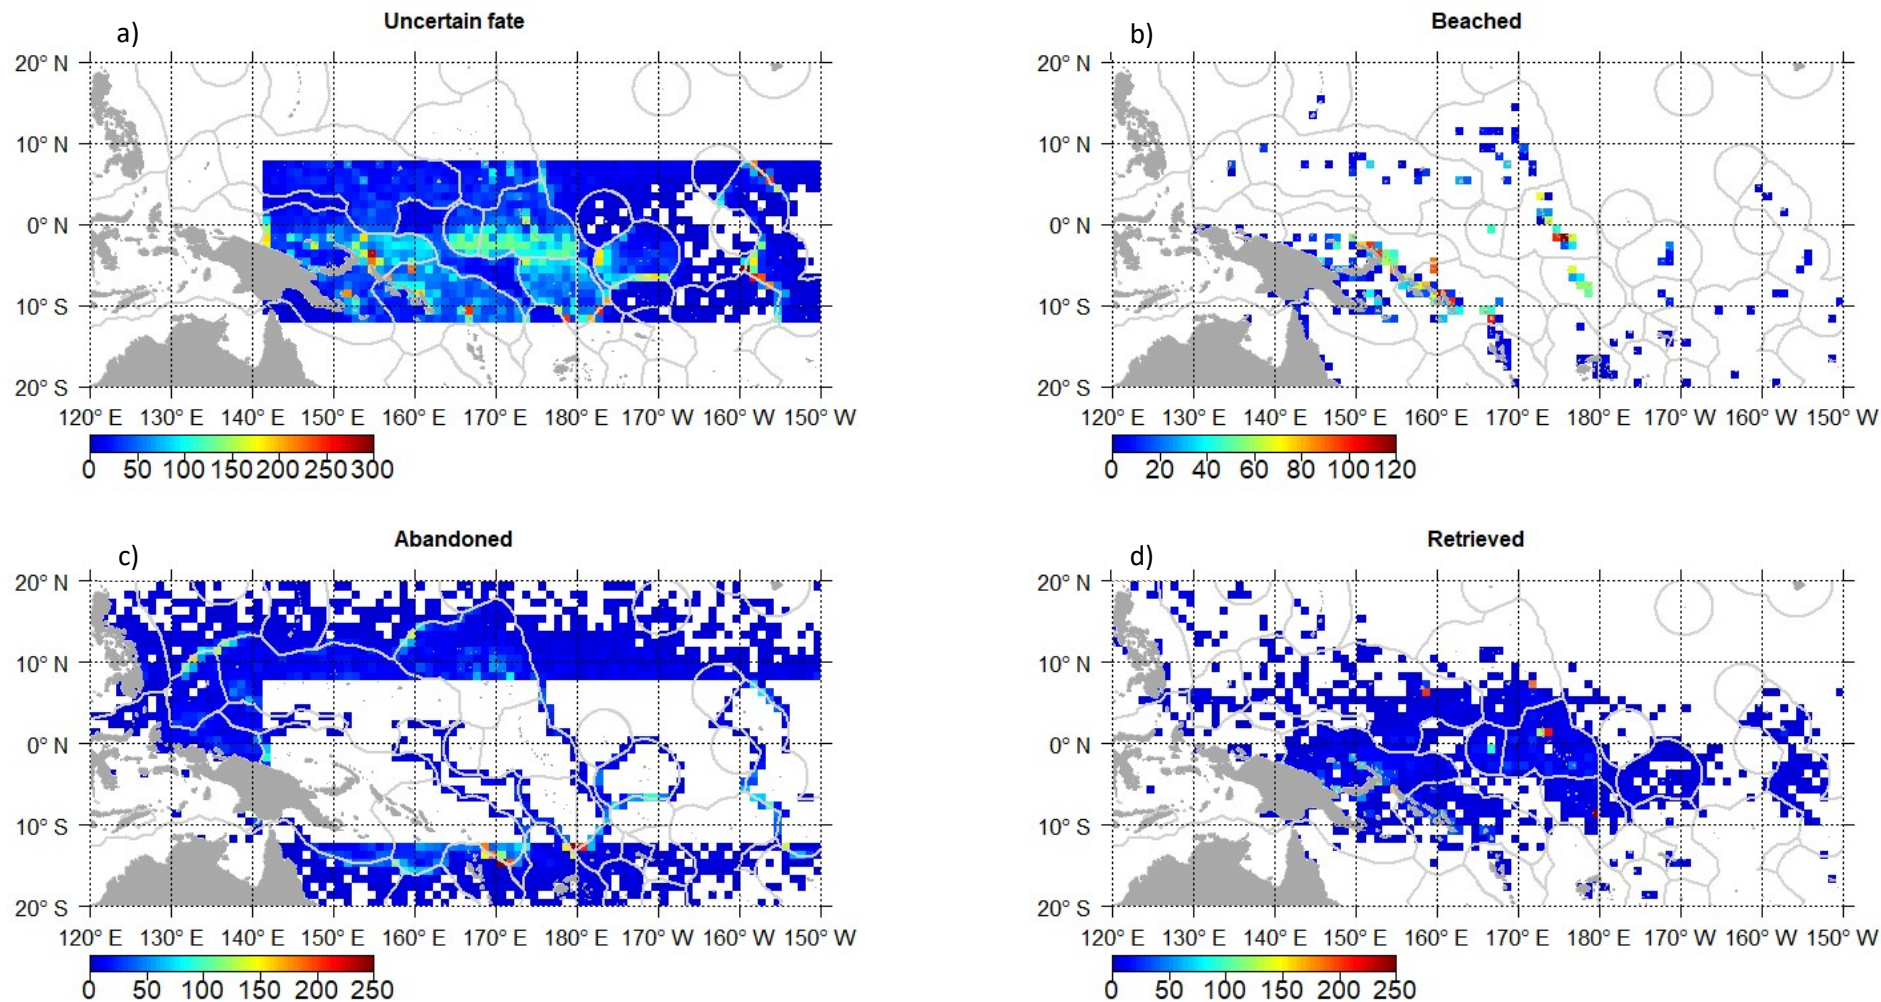 a) Uncertain fate
20° N
10° N
0° N
10° S
20° S
120° E 130° E 140° E 150° E 160° E 170° E 180° E 170° W 160° W 150° W
0 50 100 150 200 250 300
b) Beached
20° N
10° N
0° N
10° S
20° S
120° E 130° E 140° E 150° E 160° E 170° E 180° E 170° W 160° W 150° W
0 20 40 60 80 100 120
c) Abandoned
20° N
10° N
0° N
10° S
20° S
120° E 130° E 140° E 150° E 160° E 170° E 180° E 170° W 160° W 150° W
0 50 100 150 200 250
d) Retrieved
20° N
10° N
0° N
10° S
20° S
120° E 130° E 140° E 150° E 160° E 170° E 180° E 170° W 160° W 150° W
0 50 100 150 200 250